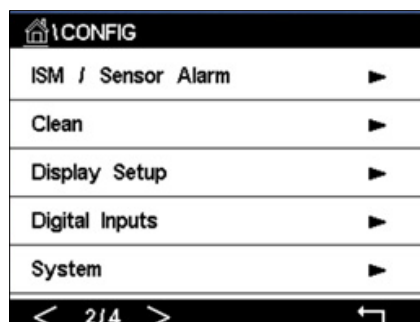 \CONFIG
ISM / Sensor Alarm
Clean
Display Setup
Digital Inputs
System
< 2/4 >